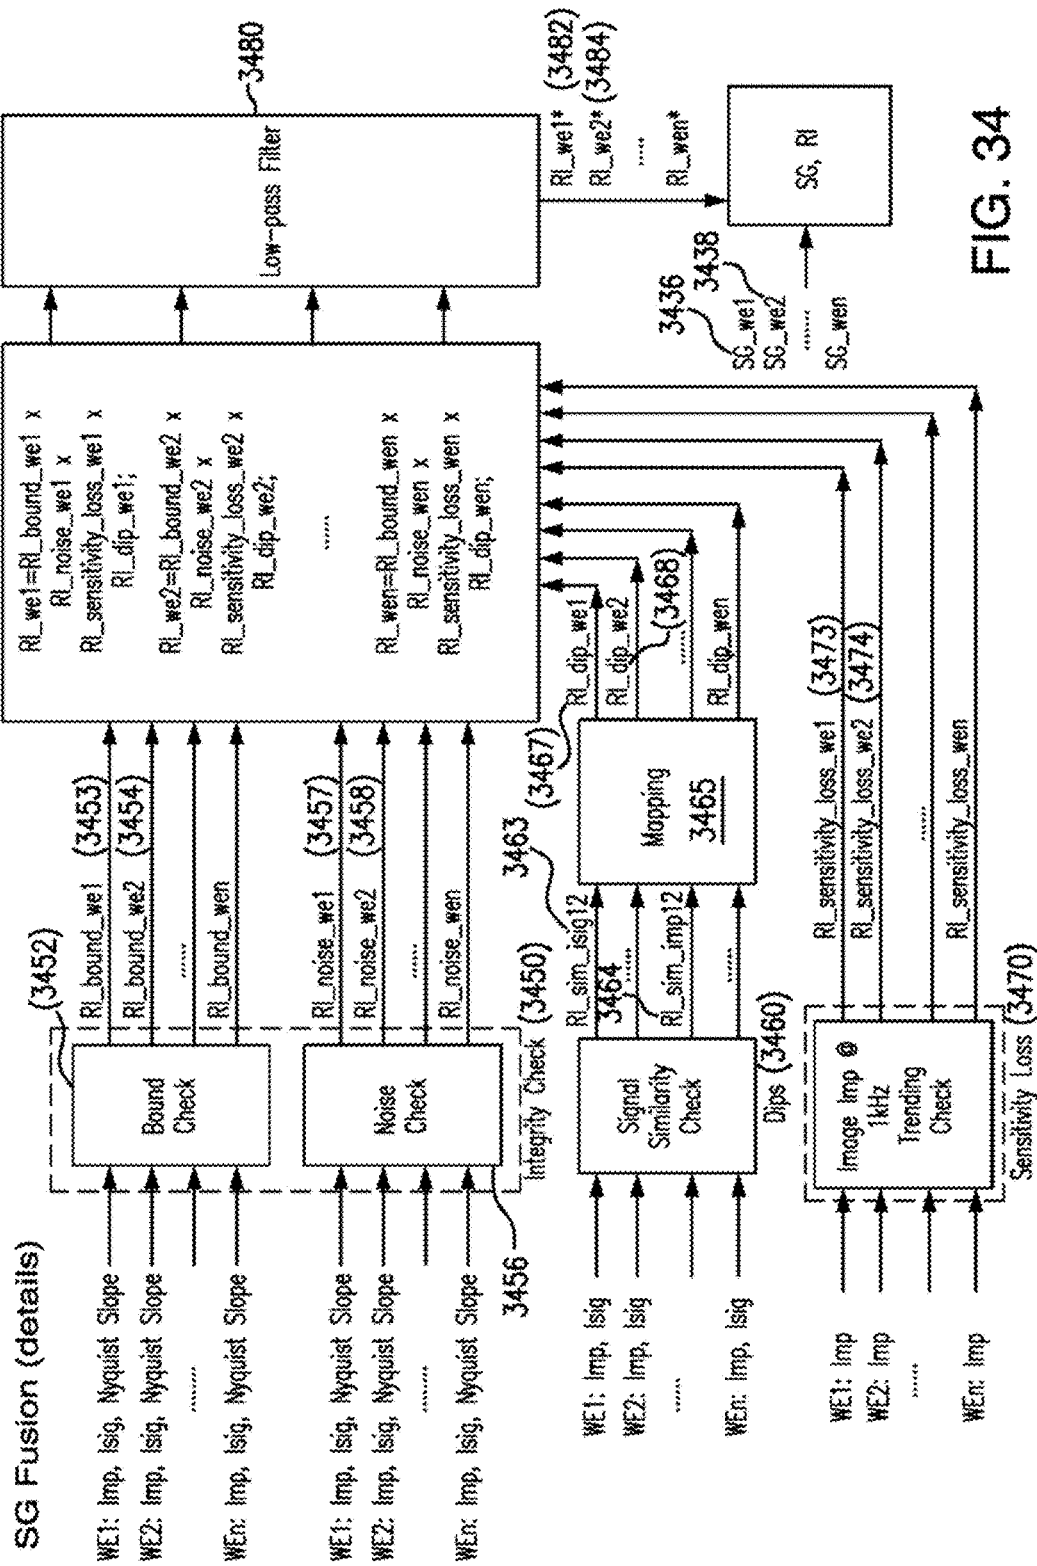 SG Fusion (details)
WE1: Imp, Isig, Nyquist Slope
WE2: Imp, Isig, Nyquist Slope
........
WEn: Imp, Isig, Nyquist Slope
WE1: Imp, Isig, Nyquist Slope
WE2: Imp, Isig, Nyquist Slope
........
WEn: Imp, Isig, Nyquist Slope
3456
WE1: Imp, Isig
WE2: Imp, Isig
......
WEn: Imp, Isig
WE1: Imp
WE2: Imp
......
WEn: Imp
(3452)
Bound
Check
Noise
Check
Integrity Check (3450)
Signal
Similarity
Check
Dips (3460)
Image Imp @
1kHz
Trending
Check
Sensitivity Loss (3470)
RI_bound_we1 (3453)
RI_bound_we2 (3454)
......
RI_bound_wen
RI_noise_we1 (3457)
RI_noise_we2 (3458)
......
RI_noise_wen
3463
RI_sim_isig12
......
3464
RI_sim_imp12
......
Mapping
3465
(3467)
RI_dip_we1
RI_dip_we2
(3468)
......
RI_dip_wen
RI_sensitivity_loss_we1 (3473)
RI_sensitivity_loss_we2 (3474)
......
RI_sensitivity_loss_wen
RI_we1=RI_bound_we1 x
RI_noise_we1 x
RI_sensitivity_loss_we1 x
RI_dip_we1;
RI_we2=RI_bound_we2 x
RI_noise_we2 x
RI_sensitivity_loss_we2 x
RI_dip_we2;
......
RI_wen=RI_bound_wen x
RI_noise_wen x
RI_sensitivity_loss_wen x
RI_dip_wen;
Low-pass Filter
3480
RI_we1* (3482)
RI_we2* (3484)
......
RI_wen*
3436
3438
SG_we1
SG_we2
......
SG_wen
SG, RI
FIG. 34